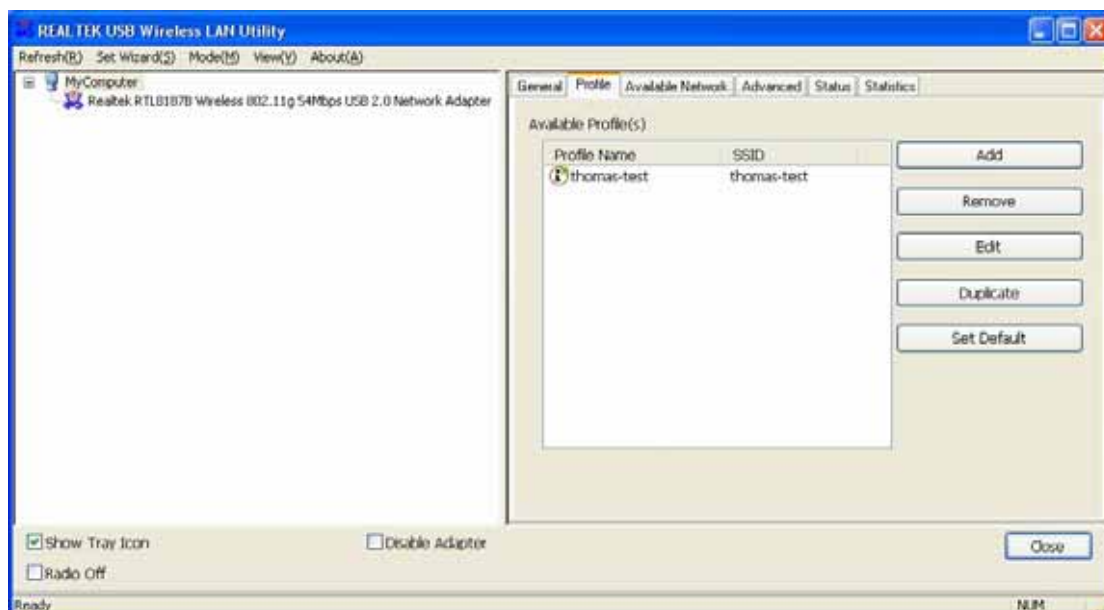 REALTEK USB Wireless LAN Utility
Refresh(R) Set Wizard(S) Mode(M) View(V) About(A)
MyComputer
Realtek RTL8187B Wireless 802.11g 54Mbps USB 2.0 Network Adapter
General Profile Available Network Advanced Status Statistics
Available Profile(s)
Profile Name SSID
thomas-test thomas-test
Add
Remove
Edit
Duplicate
Set Default
Show Tray Icon Disable Adapter
Radio Off
Close
Ready NUM